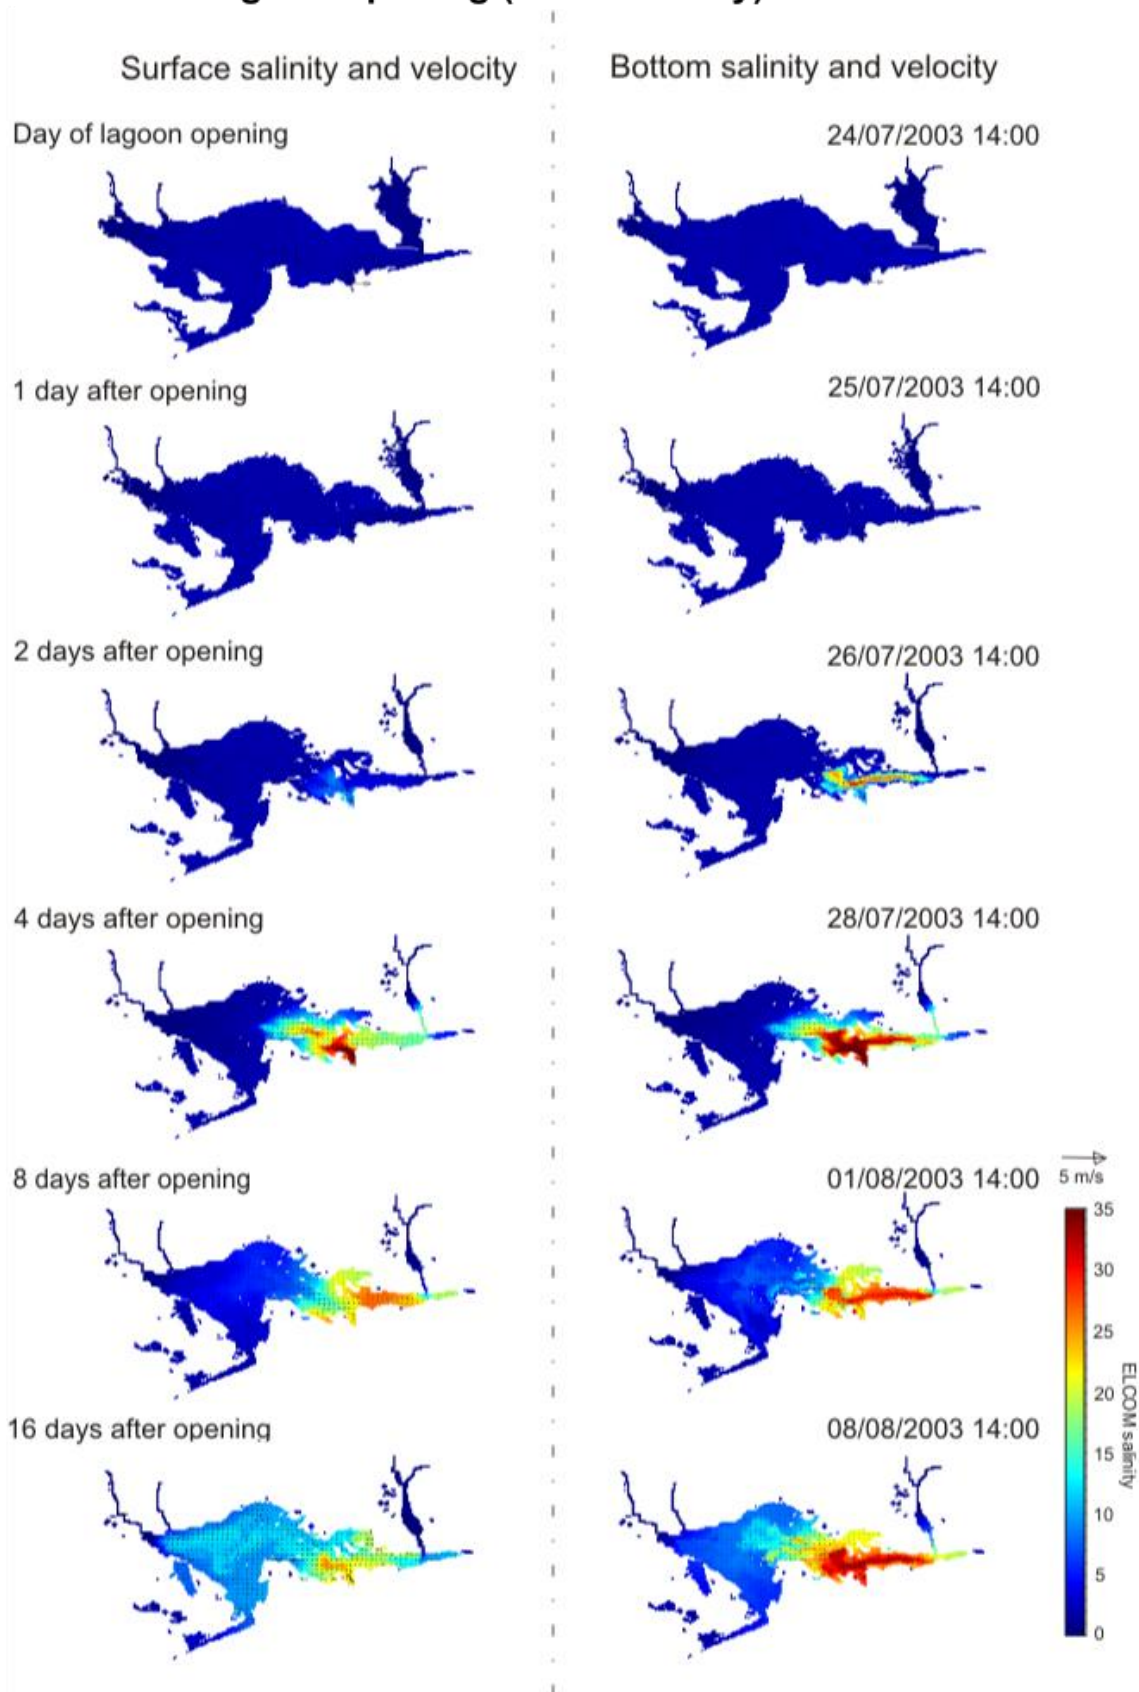 Surface salinity and velocity
Bottom salinity and velocity
Day of lagoon opening
24/07/2003 14:00
1 day after opening
25/07/2003 14:00
2 days after opening
26/07/2003 14:00
4 days after opening
28/07/2003 14:00
8 days after opening
01/08/2003 14:00
5 m/s
35
30
25
20
15
10
5
0
ELCOM salinity
16 days after opening
08/08/2003 14:00